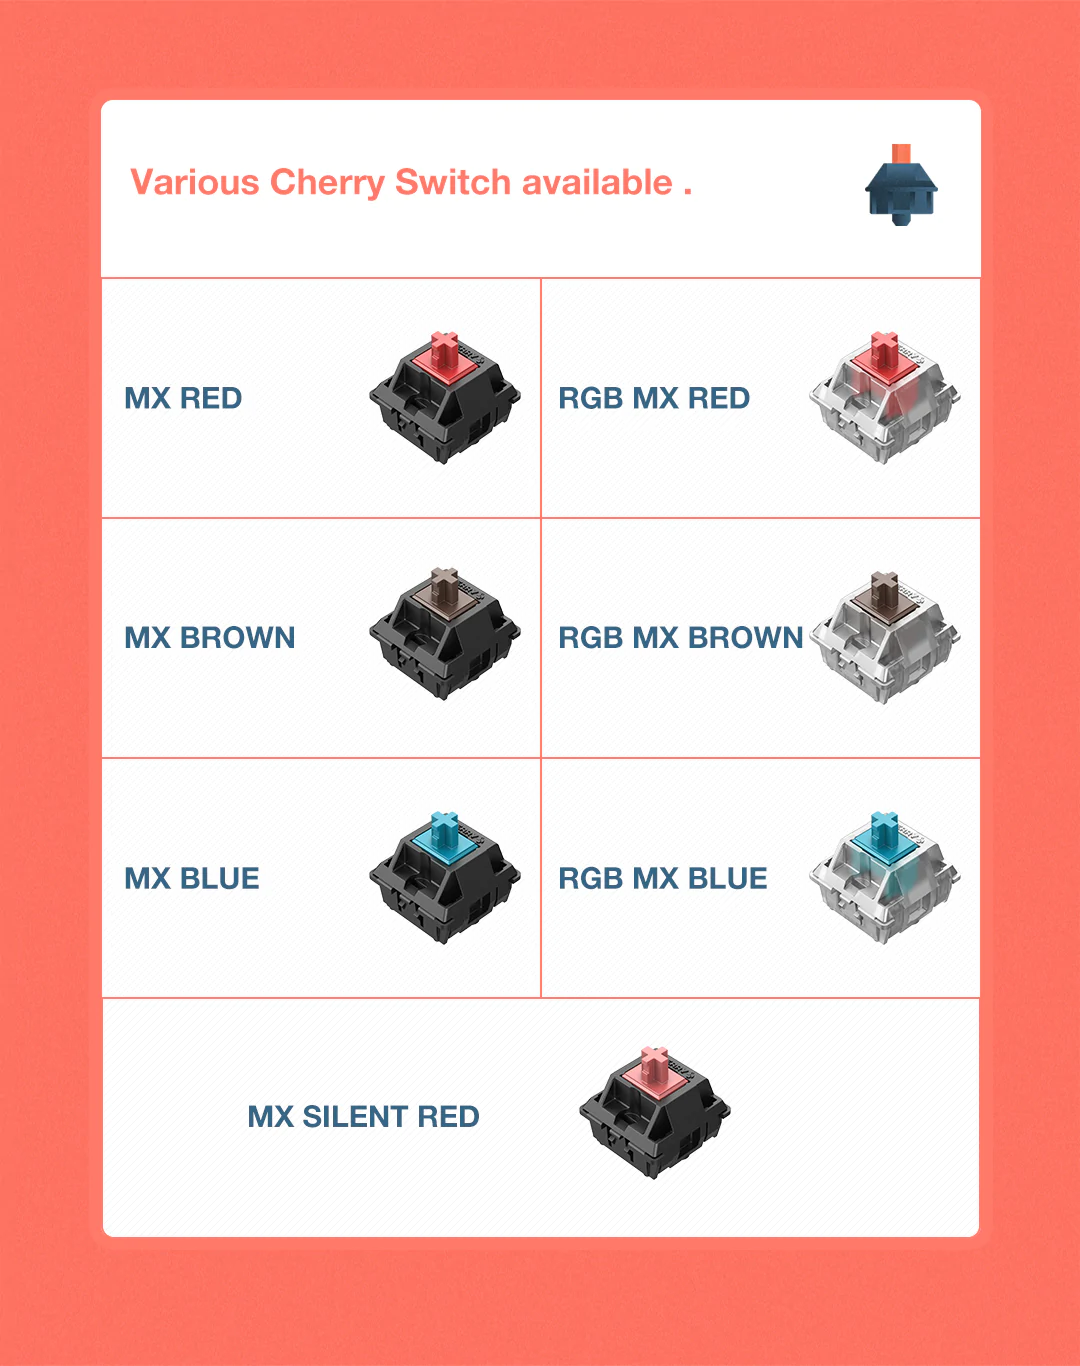 Various Cherry Switch available .
MX RED
RGB MX RED
MX BROWN
RGB MX BROWN
MX BLUE
RGB MX BLUE
MX SILENT RED